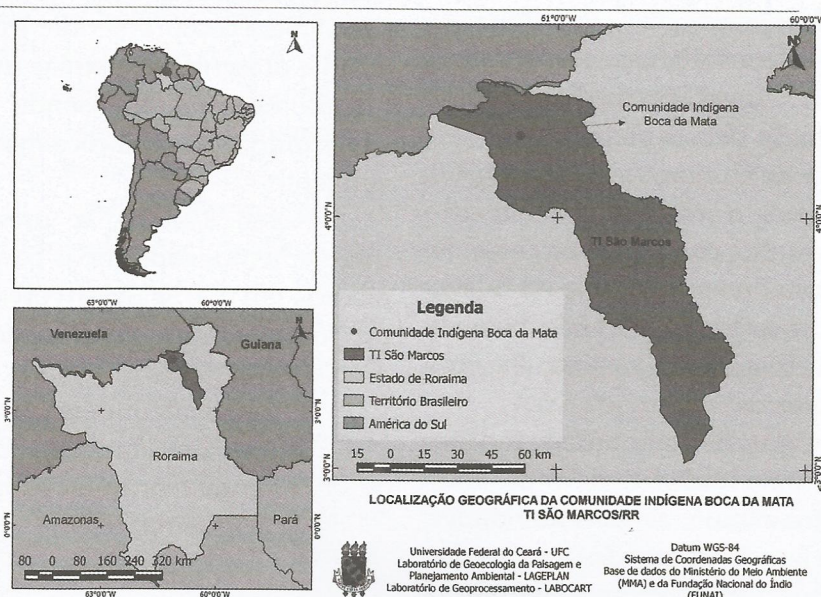 N
61°0'0"W
60°0'0"W
N
Comunidade Indígena
Boca da Mata
4°0'0"N
4°0'0"N
TI São Marcos
Legenda
Comunidade Indígena Boca da Mata
TI São Marcos
Estado de Roraima
Território Brasileiro
América do Sul
15 0 15 30 45 60 km
3°0'0"N
3°0'0"N
63°0'0"W
60°0'0"W
N
Venezuela
Guiana
3°0'0"N
3°0'0"N
Roraima
Amazonas
Pará
0°0'0"N
0°0'0"N
80 0 80 160 240 320 km
63°0'0"W
60°0'0"W
LOCALIZAÇÃO GEOGRÁFICA DA COMUNIDADE INDÍGENA BOCA DA MATA
TI SÃO MARCOS/RR
Universidade Federal do Ceará - UFC
Laboratório de Geoecologia da Paisagem e
Planejamento Ambiental - LAGEPLAN
Laboratório de Geoprocessamento - LABOCART
Datum WGS-84
Sistema de Coordenadas Geográficas
Base de dados do Ministério do Meio Ambiente
(MMA) e da Fundação Nacional do Índio
(FUNAI)